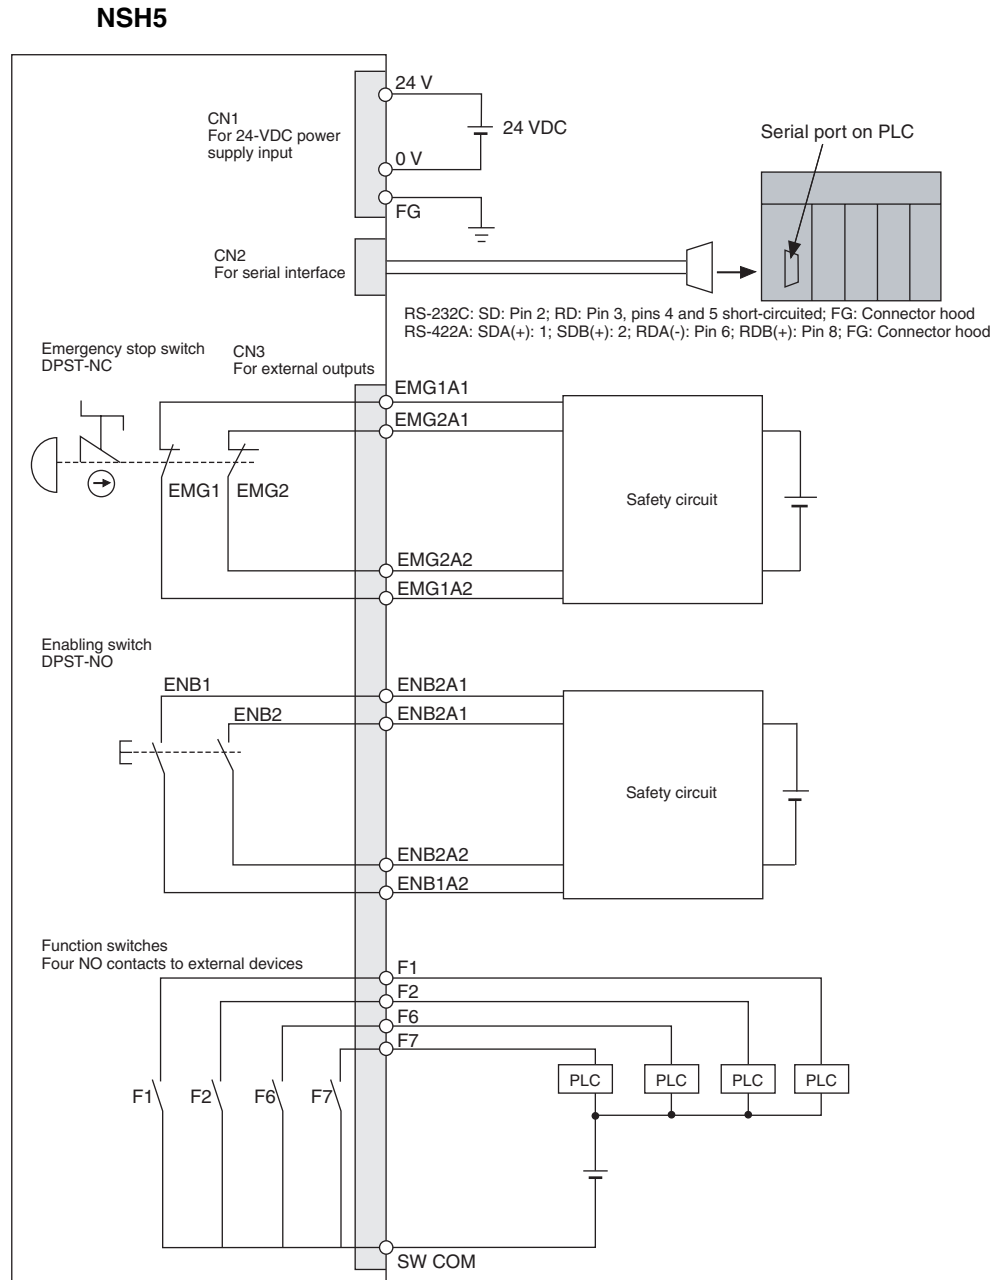 NSH5
24 V
CN1
For 24-VDC power
supply input
24 VDC
Serial port on PLC
0 V
FG
CN2
For serial interface
RS-232C: SD: Pin 2; RD: Pin 3, pins 4 and 5 short-circuited; FG: Connector hood
RS-422A: SDA(+): 1; SDB(+): 2; RDA(-): Pin 6; RDB(+): Pin 8; FG: Connector hood
Emergency stop switch
DPST-NC
CN3
For external outputs
EMG1A1
EMG2A1
EMG1
EMG2
Safety circuit
EMG2A2
EMG1A2
Enabling switch
DPST-NO
ENB1
ENB2A1
ENB2
ENB2A1
Safety circuit
ENB2A2
ENB1A2
Function switches
Four NO contacts to external devices
F1
F2
F6
F7
PLC
PLC
PLC
PLC
F1
F2
F6
F7
SW COM